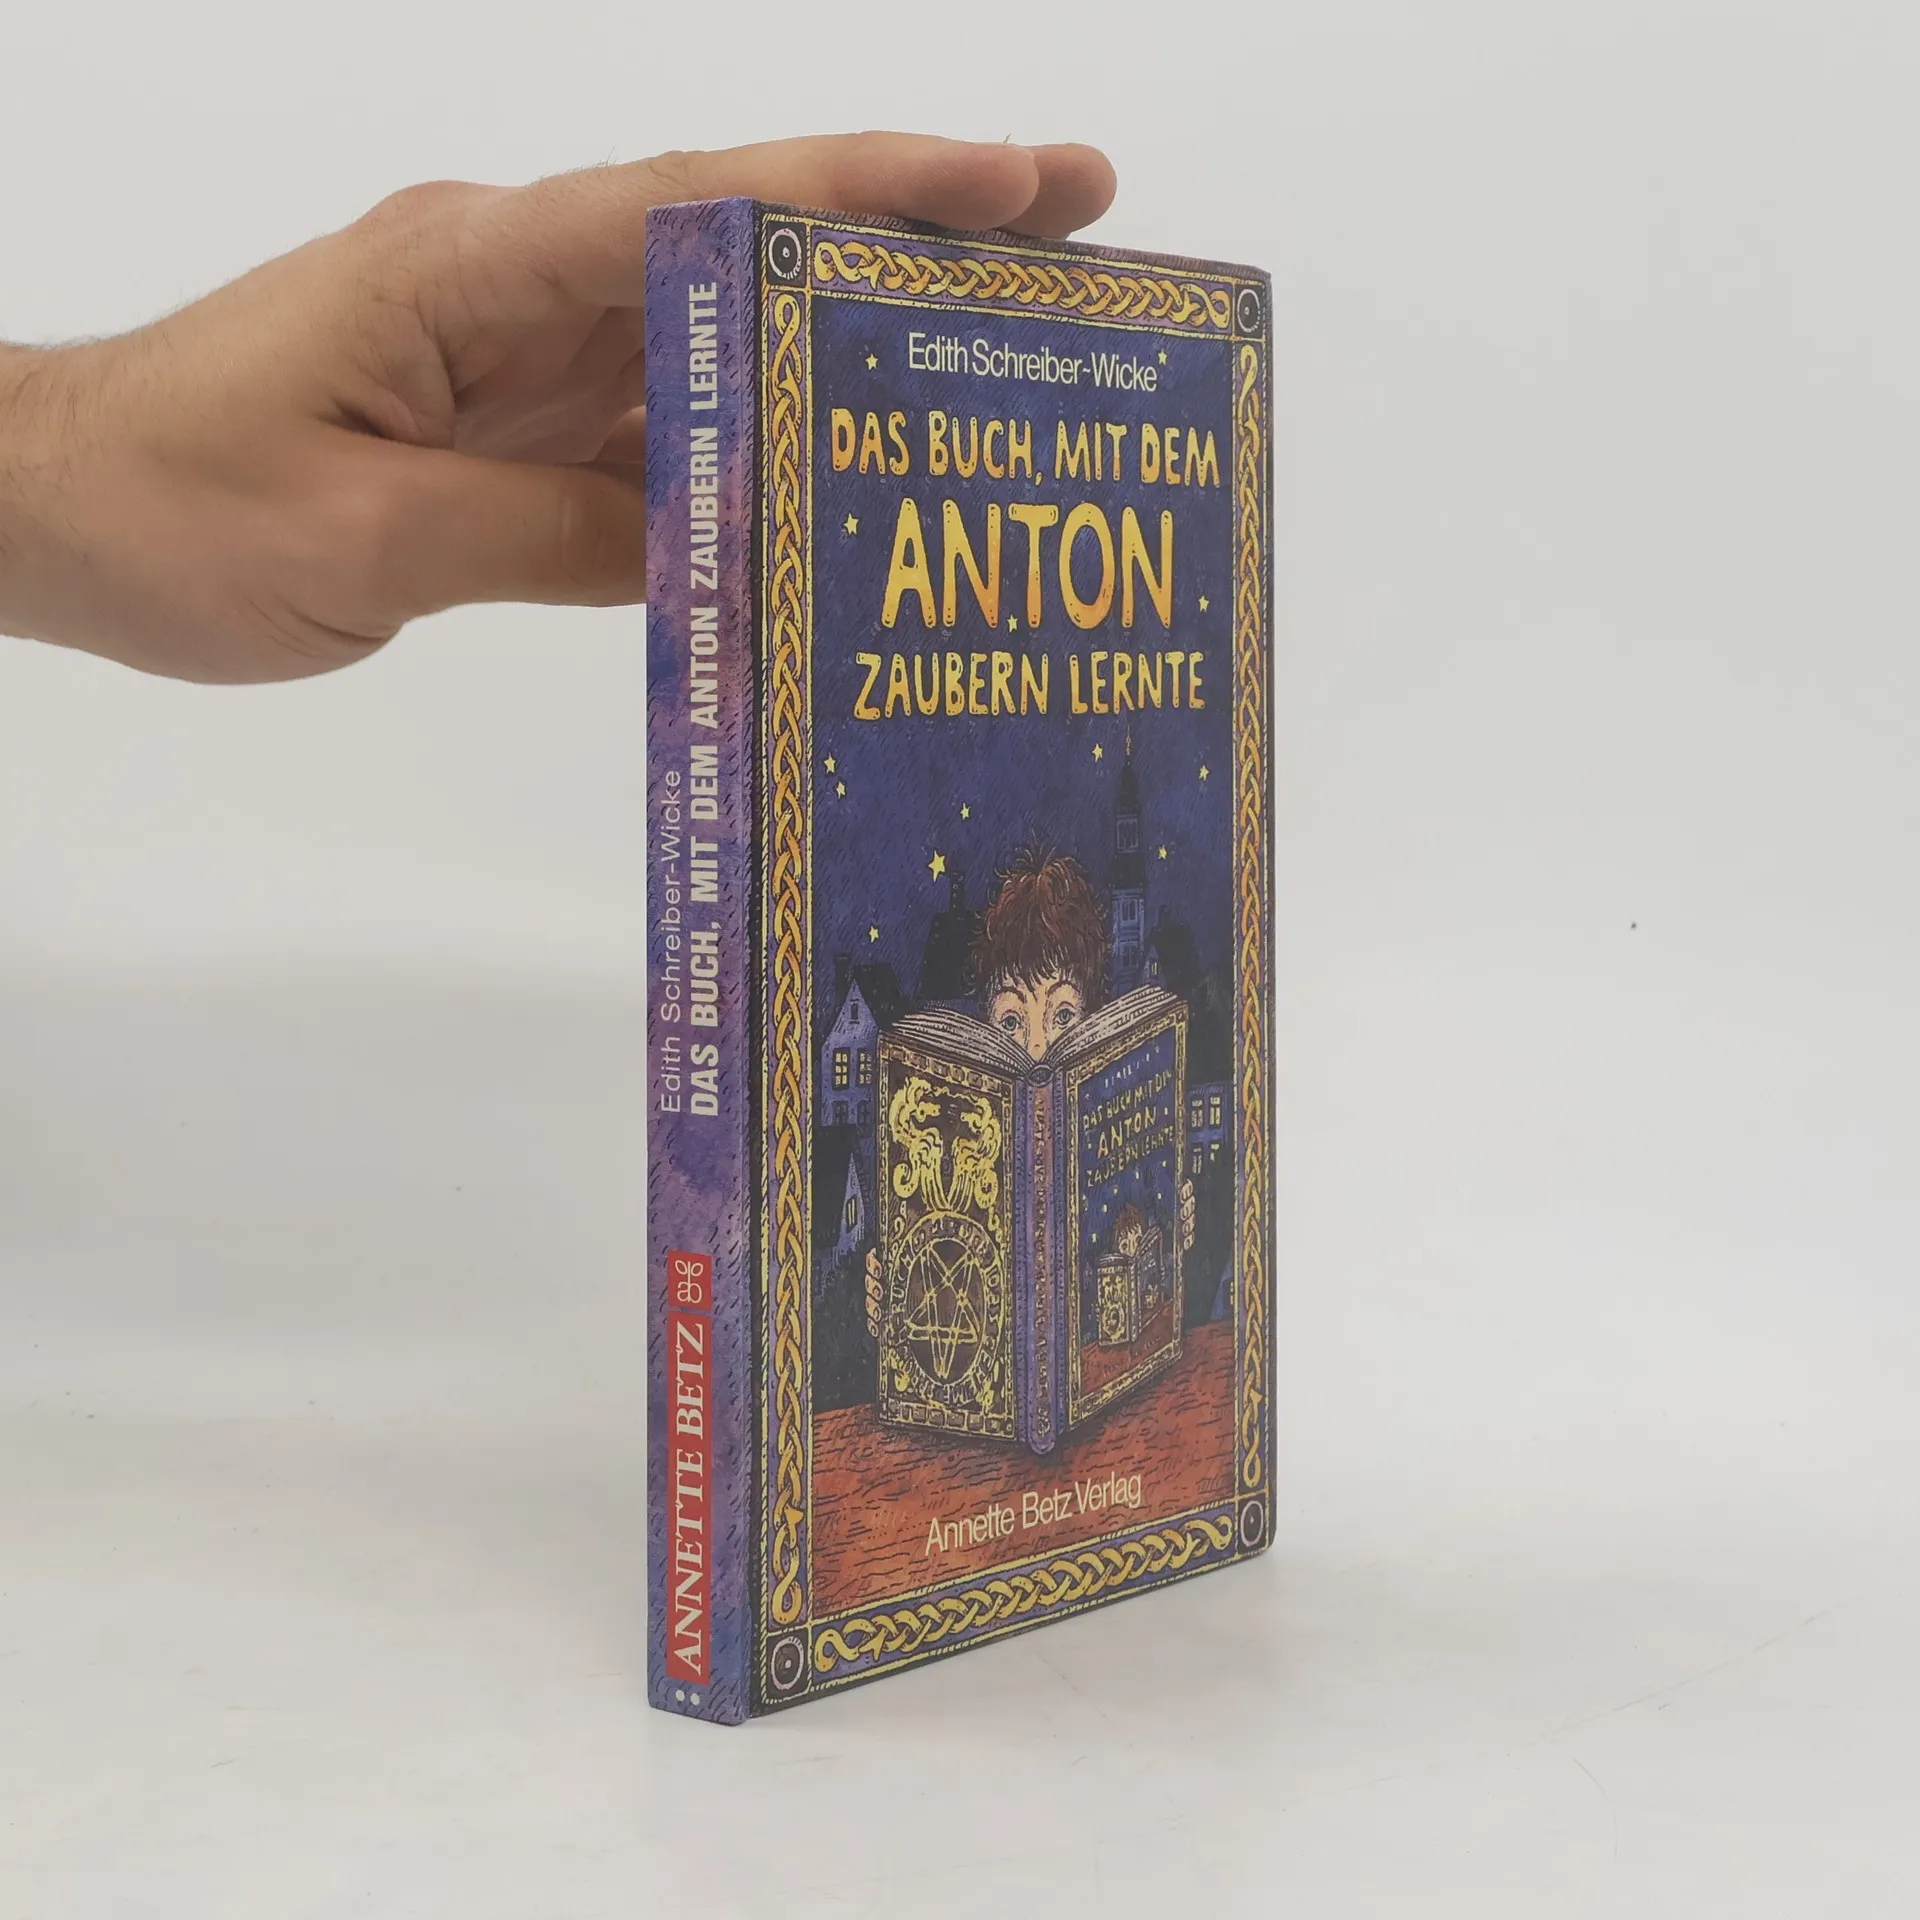 Edith Schreiber-Wicke
DAS BUCH, MIT DEM ANTON ZAUBERN LERNTE
ANNETTE BETZ
Edith Schreiber-Wicke
DAS BUCH, MIT DEM
ANTON
ZAUBERN LERNTE
DAS BUCH MIT DEM
ANTON
ZAUBERN LERNTE
Annette Betz Verlag